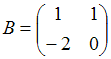 B = ( 1 1
-2 0 )